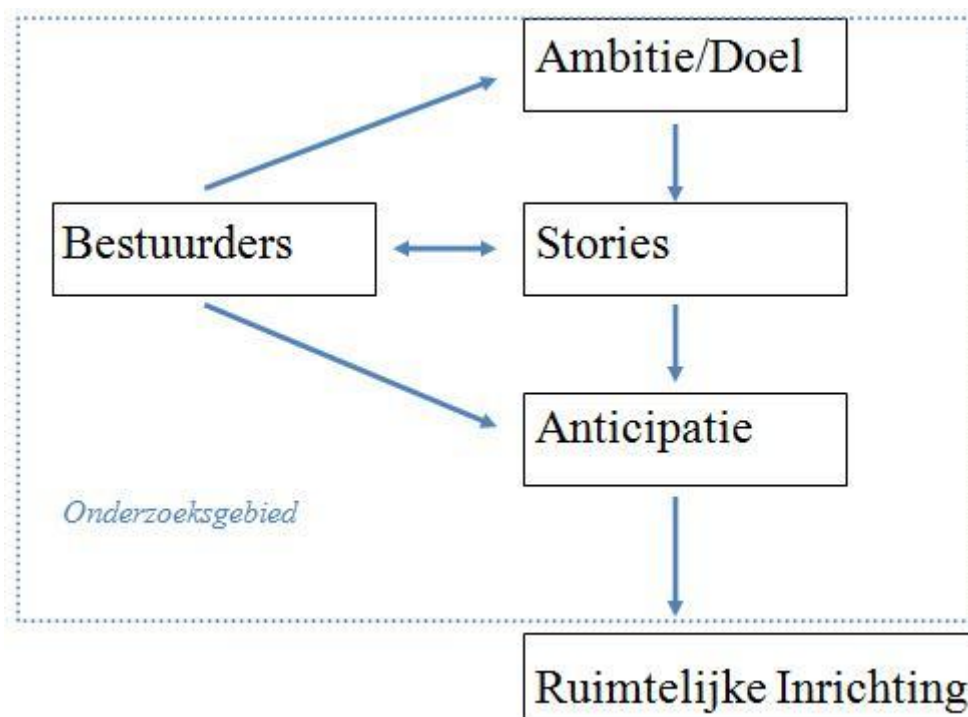 Ambitie/Doel
Bestuurders
Stories
Anticipatie
Onderzoeksgebied
Ruimtelijke Inrichting